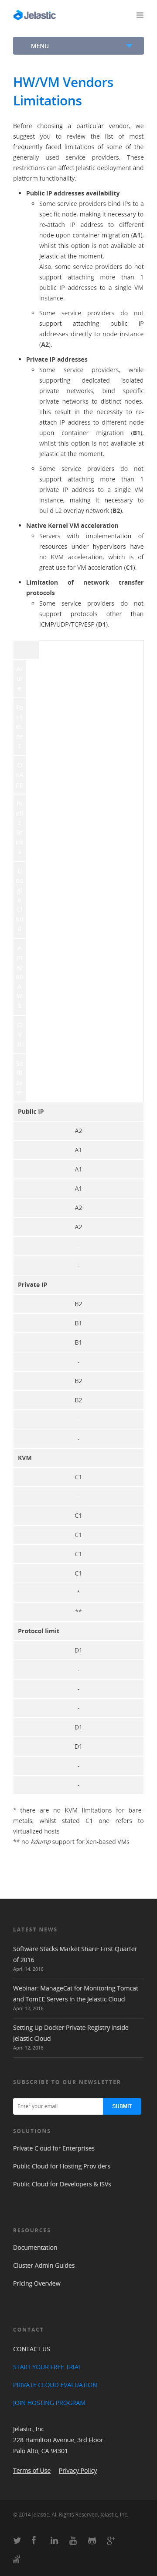 Jelastic
MENU
HW/VM Vendors
Limitations
Before choosing a particular vendor, we
suggest you to review the list of most
frequently faced limitations of some of the
generally used service providers. These
restrictions can affect Jelastic deployment and
platform functionality.
• Public IP addresses availability
Some service providers bind IPs to a
specific node, making it necessary to
re-attach IP address to different
node upon container migration (A1),
whilst this option is not available at
Jelastic at the moment.
Also, some service providers do not
support attaching more than 1
public IP addresses to a single VM
instance.
Some service providers do not
support attaching public IP
addresses directly to node instance
(A2).
• Private IP addresses
Some service providers, while
supporting dedicated isolated
private networks, bind specific
private networks to distinct nodes.
This result in the necessity to re-
attach IP address to different node
upon container migration (B1),
whilst this option is not available at
Jelastic at the moment.
Some service providers do not
support attaching more than 1
private IP address to a single VM
instance, making it necessary to
build L2 overlay network (B2).
• Native Kernel VM acceleration
Servers with implementation of
resources under hypervisors have
no KVM acceleration, which is of
great use for VM acceleration (C1).
• Limitation of network transfer
protocols
Some service providers do not
support protocols other than
ICMP/UDP/TCP/ESP (D1).
Public IP
A2
A1
A1
A1
A2
A2
-
-
Private IP
B2
B1
B1
-
B2
B2
-
-
KVM
C1
-
C1
C1
C1
C1
*
**
Protocol limit
D1
-
-
-
D1
D1
-
-
* there are no KVM limitations for bare-
metals, whilst stated C1 one refers to
virtualized hosts
** no kdump support for Xen-based VMs
LATEST NEWS
Software Stacks Market Share: First Quarter
of 2016
April 14, 2016
Webinar: ManageCat for Monitoring Tomcat
and TomEE Servers in the Jelastic Cloud
April 12, 2016
Setting Up Docker Private Registry inside
Jelastic Cloud
April 12, 2016
SUBSCRIBE TO OUR NEWSLETTER
Enter your email
SUBMIT
SOLUTIONS
Private Cloud for Enterprises
Public Cloud for Hosting Providers
Public Cloud for Developers & ISVs
RESOURCES
Documentation
Cluster Admin Guides
Pricing Overview
CONTACT
CONTACT US
START YOUR FREE TRIAL
PRIVATE CLOUD EVALUATION
JOIN HOSTING PROGRAM
Jelastic, Inc.
228 Hamilton Avenue, 3rd Floor
Palo Alto, CA 94301
Terms of Use Privacy Policy
© 2014 Jelastic. All Rights Reserved, Jelastic, Inc.